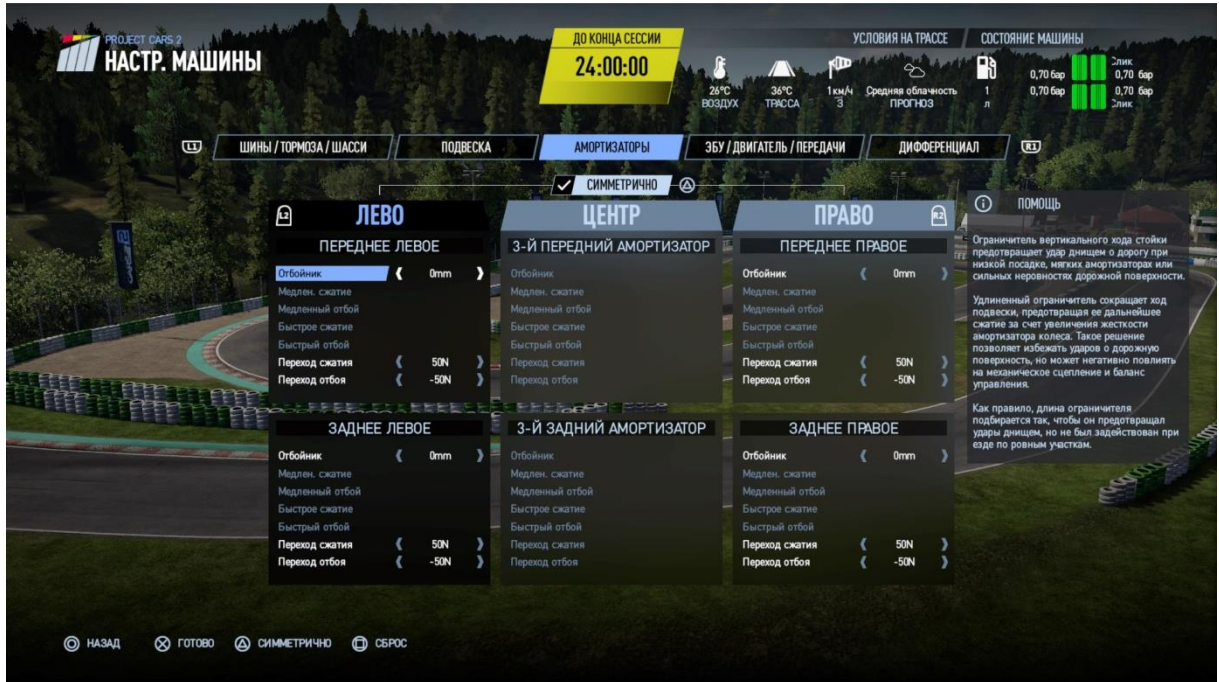 PROJECT CARS 2
НАСТР. МАШИНЫ
ДО КОНЦА СЕССИИ
24:00:00
УСЛОВИЯ НА ТРАССЕ
СОСТОЯНИЕ МАШИНЫ
26°C
ВОЗДУХ
36°C
ТРАССА
1 км/ч
З
Средняя облачность
ПРОГНОЗ
1
л
Слик
0,70 бар 0,70 бар
0,70 бар 0,70 бар
Слик
L1 ШИНЫ / ТОРМОЗА / ШАССИ ПОДВЕСКА АМОРТИЗАТОРЫ ЭБУ / ДВИГАТЕЛЬ / ПЕРЕДАЧИ ДИФФЕРЕНЦИАЛ R1
СИММЕТРИЧНО
L2 ЛЕВО
ПЕРЕДНЕЕ ЛЕВОЕ
Отбойник 0mm
Медлен. сжатие
Медленный отбой
Быстрое сжатие
Быстрый отбой
Переход сжатия 50N
Переход отбоя -50N
ЗАДНЕЕ ЛЕВОЕ
Отбойник 0mm
Медлен. сжатие
Медленный отбой
Быстрое сжатие
Быстрый отбой
Переход сжатия 50N
Переход отбоя -50N
ЦЕНТР
3-Й ПЕРЕДНИЙ АМОРТИЗАТОР
Отбойник
Медлен. сжатие
Медленный отбой
Быстрое сжатие
Быстрый отбой
Переход сжатия
Переход отбоя
3-Й ЗАДНИЙ АМОРТИЗАТОР
Отбойник
Медлен. сжатие
Медленный отбой
Быстрое сжатие
Быстрый отбой
Переход сжатия
Переход отбоя
ПРАВО R2
ПЕРЕДНЕЕ ПРАВОЕ
Отбойник 0mm
Медлен. сжатие
Медленный отбой
Быстрое сжатие
Быстрый отбой
Переход сжатия 50N
Переход отбоя -50N
ЗАДНЕЕ ПРАВОЕ
Отбойник 0mm
Медлен. сжатие
Медленный отбой
Быстрое сжатие
Быстрый отбой
Переход сжатия 50N
Переход отбоя -50N
ПОМОЩЬ
Ограничитель вертикального хода стойки
предотвращает удар днищем о дорогу при
низкой посадке, мягких амортизаторах или
сильных неровностях дорожной поверхности.
Удлиненный ограничитель сокращает ход
подвески, предотвращая ее дальнейшее
сжатие за счет увеличения жесткости
амортизатора колеса. Такое решение
позволяет избежать ударов о дорожную
поверхность, но может негативно повлиять
на механическое сцепление и баланс
управления.
Как правило, длина ограничителя
подбирается так, чтобы он предотвращал
удары днищем, но не был задействован при
езде по ровным участкам.
НАЗАД ГОТОВО СИММЕТРИЧНО СБРОС